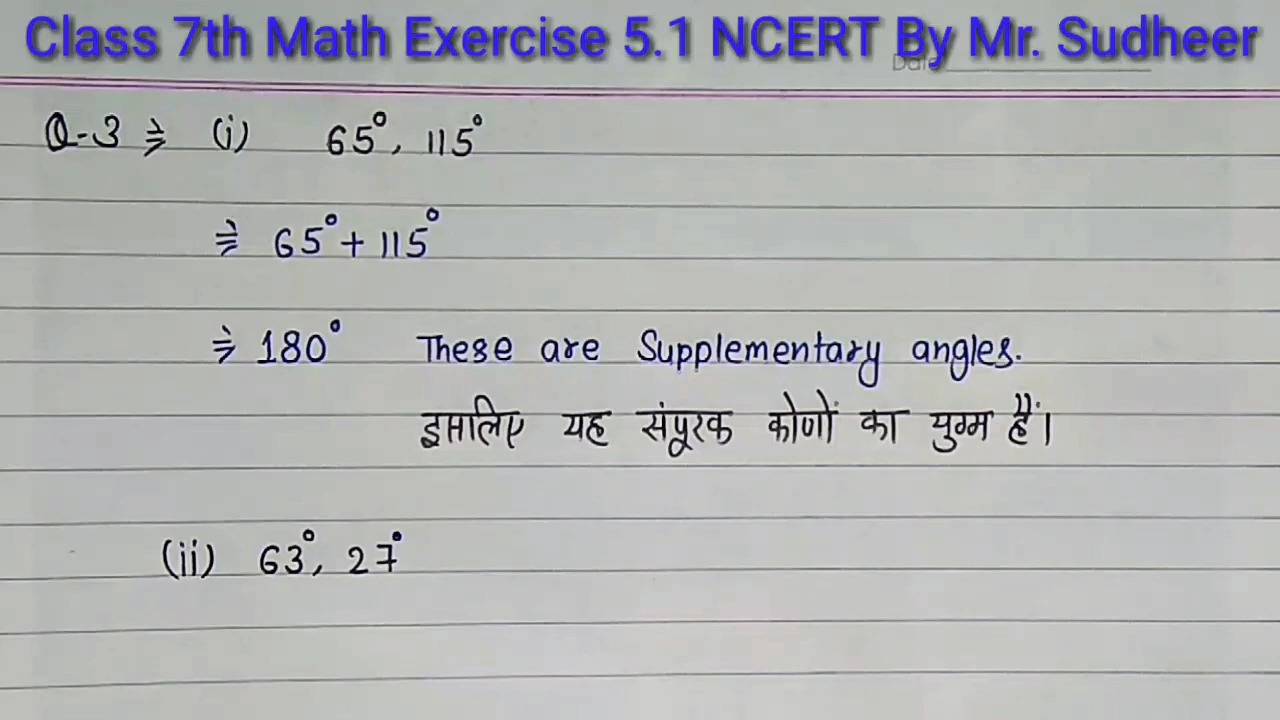 Class 7th Math Exercise 5.1 NCERT By Mr. Sudheer
Q-3 ⇒ (i) 65°, 115°
⇒ 65° + 115°
⇒ 180° These are Supplementary angles.
इसलिए यह संपूरक कोणों का युग्म हैं।
(ii) 63°, 27°